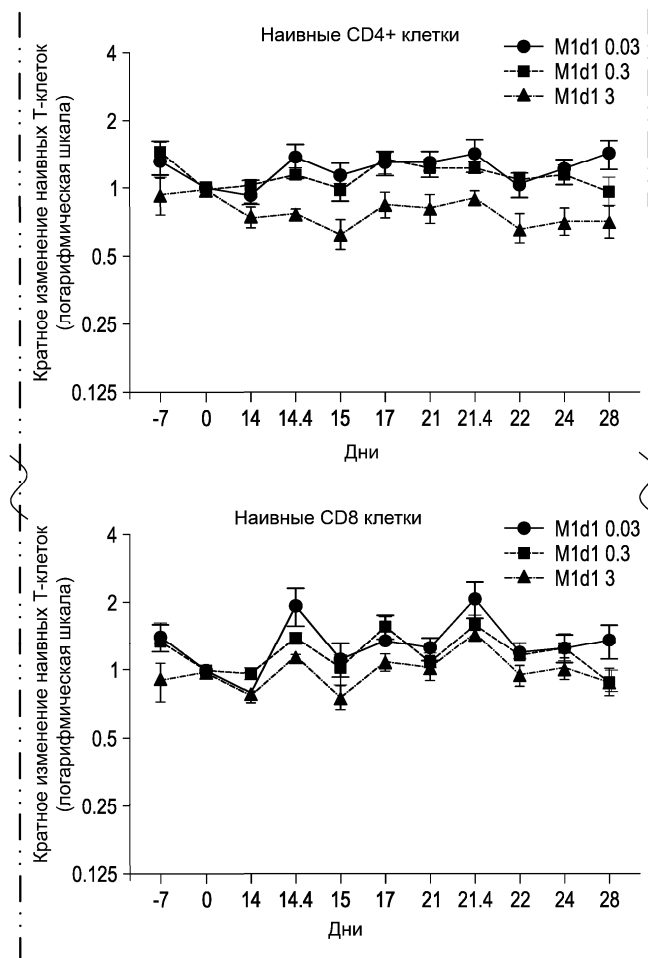 Наивные CD4+ клетки
M1d1 0.03
M1d1 0.3
M1d1 3
Кратное изменение наивных Т-клеток
(логарифмическая шкала)
4
2
1
0.5
0.25
0.125
-7 0 14 14.4 15 17 21 21.4 22 24 28
Дни
Наивные CD8 клетки
M1d1 0.03
M1d1 0.3
M1d1 3
Кратное изменение наивных Т-клеток
(логарифмическая шкала)
4
2
1
0.5
0.25
0.125
-7 0 14 14.4 15 17 21 21.4 22 24 28
Дни